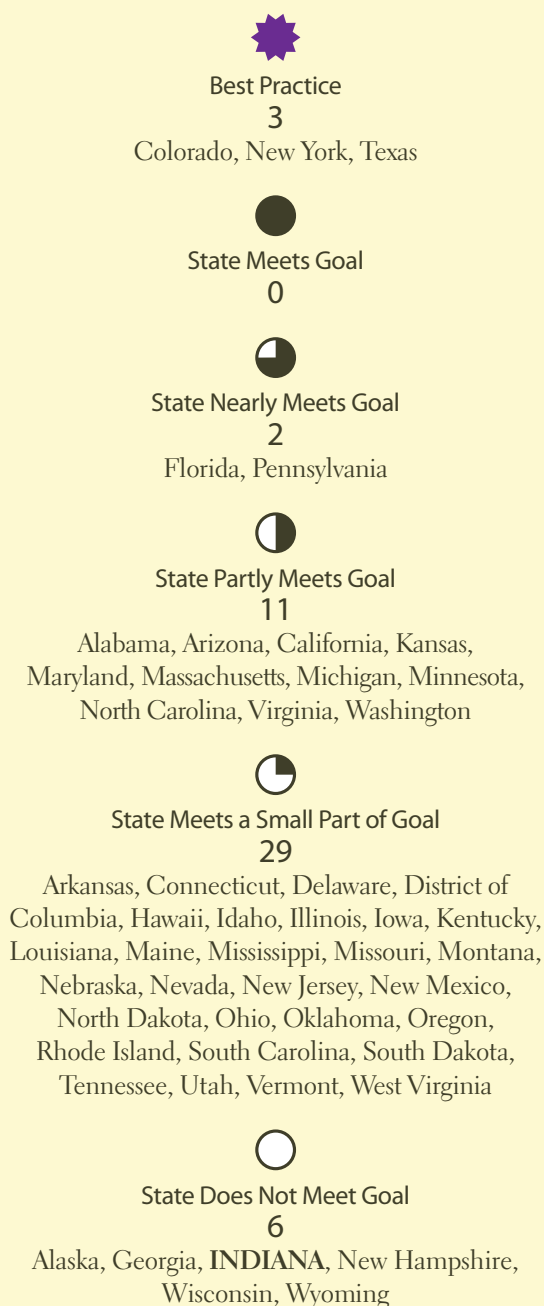 Best Practice
3
Colorado, New York, Texas
State Meets Goal
0
State Nearly Meets Goal
2
Florida, Pennsylvania
State Partly Meets Goal
11
Alabama, Arizona, California, Kansas,
Maryland, Massachusetts, Michigan, Minnesota,
North Carolina, Virginia, Washington
State Meets a Small Part of Goal
29
Arkansas, Connecticut, Delaware, District of
Columbia, Hawaii, Idaho, Illinois, Iowa, Kentucky,
Louisiana, Maine, Mississippi, Missouri, Montana,
Nebraska, Nevada, New Jersey, New Mexico,
North Dakota, Ohio, Oklahoma, Oregon,
Rhode Island, South Carolina, South Dakota,
Tennessee, Utah, Vermont, West Virginia
State Does Not Meet Goal
6
Alaska, Georgia, INDIANA, New Hampshire,
Wisconsin, Wyoming